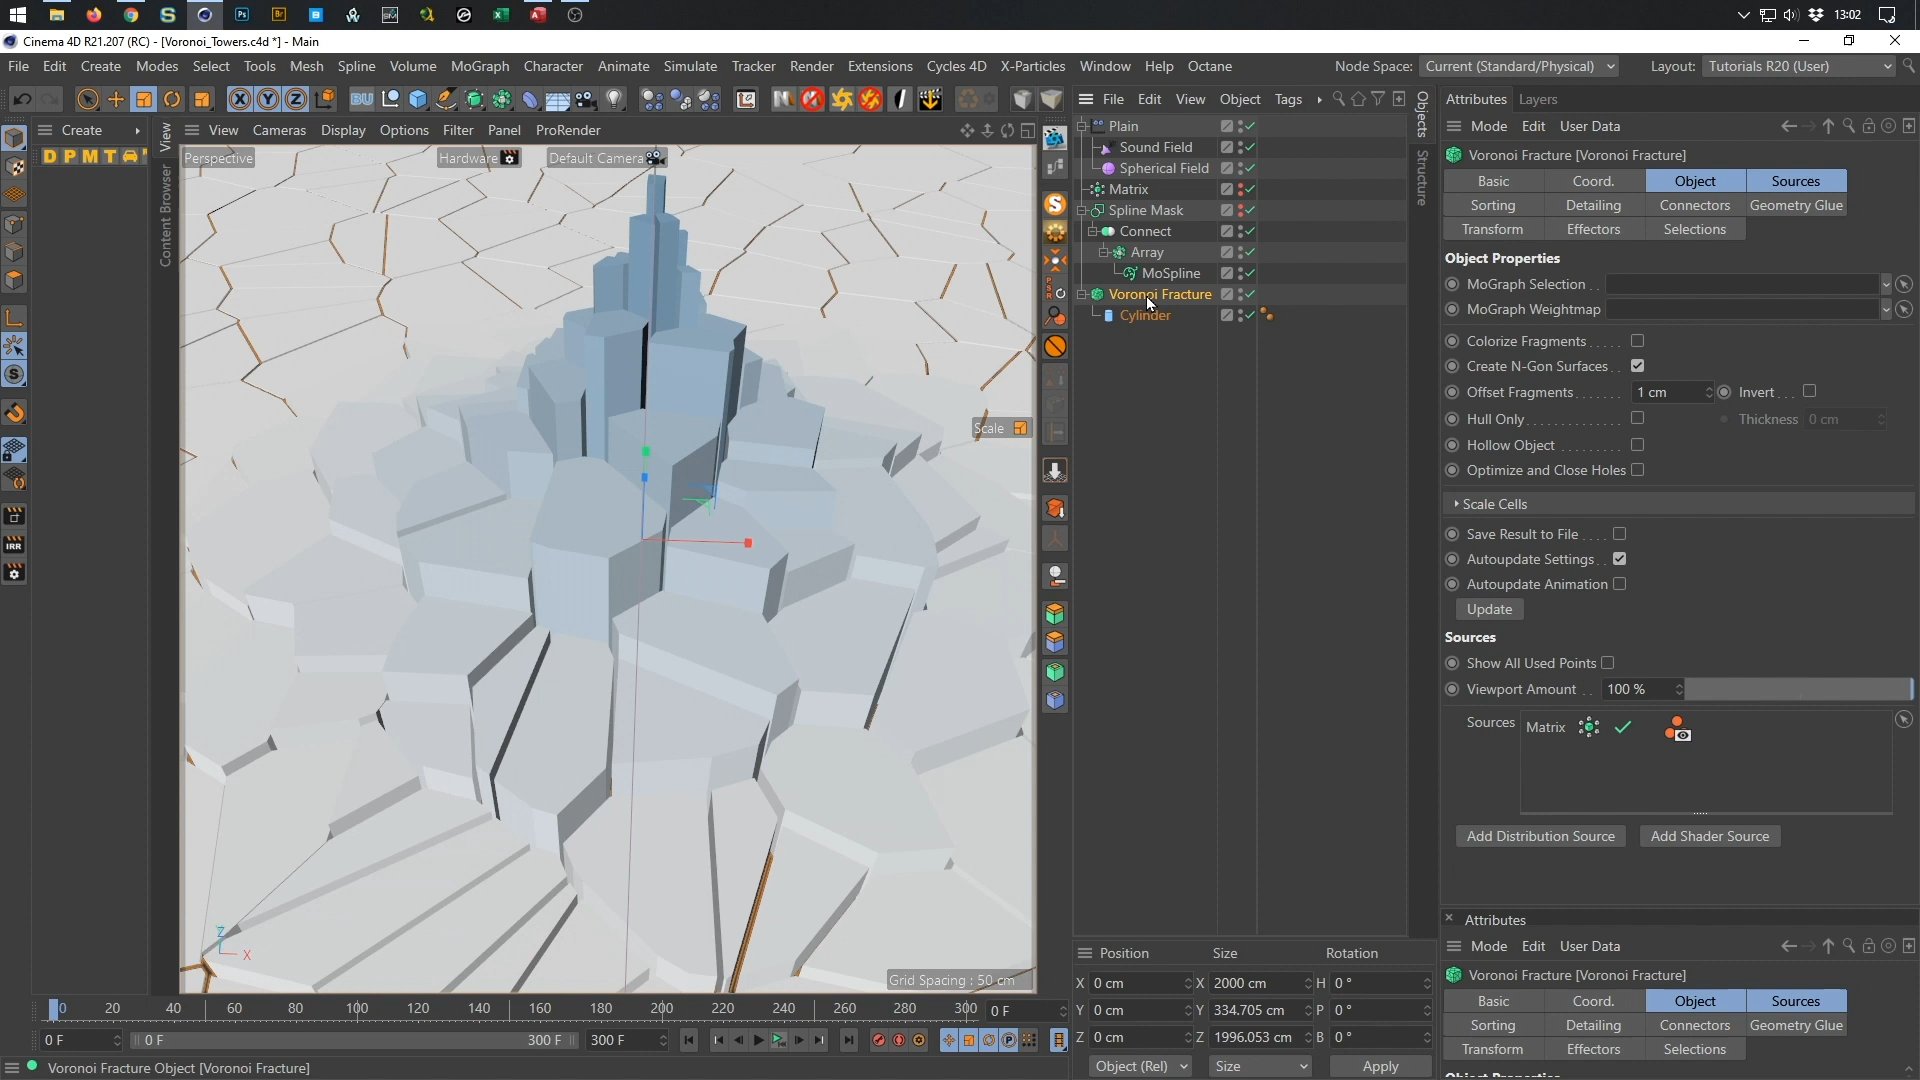 13:02
Cinema 4D R21.207 (RC) - [Voronoi_Towers.c4d *] - Main
File Edit Create Modes Select Tools Mesh Spline Volume MoGraph Character Animate Simulate Tracker Render Extensions Cycles 4D X-Particles Window Help Octane Node Space: Current (Standard/Physical) Layout: Tutorials R20 (User)
File Edit View Object Tags
Attributes Layers
Create
View Cameras Display Options Filter Panel ProRender
Mode Edit User Data
D P M T
View
Content Browser
Objects
Structure
Perspective Hardware Default Camera
Plain
Sound Field
Spherical Field
Matrix
Spline Mask
Connect
Array
MoSpline
Voronoi Fracture
Cylinder
Voronoi Fracture [Voronoi Fracture]
Basic Coord. Object Sources
Sorting Detailing Connectors Geometry Glue
Transform Effectors Selections
Object Properties
MoGraph Selection . .
MoGraph Weightmap
Colorize Fragments . . . . .
Create N-Gon Surfaces . .
Offset Fragments . . . . . . 1 cm Invert . . .
Hull Only . . . . . . . . . . . . . Thickness 0 cm
Hollow Object . . . . . . . . .
Optimize and Close Holes
Scale Cells
Save Result to File . . . .
Autoupdate Settings . .
Autoupdate Animation
Update
Sources
Show All Used Points
Viewport Amount . . 100 %
Sources Matrix
Add Distribution Source Add Shader Source
Scale
Z
X
Grid Spacing : 50 cm
Attributes
Mode Edit User Data
Voronoi Fracture [Voronoi Fracture]
Basic Coord. Object Sources
Sorting Detailing Connectors Geometry Glue
Transform Effectors Selections
Object Properties
Position Size Rotation
X 0 cm X 2000 cm H 0 °
Y 0 cm Y 334.705 cm P 0 °
Z 0 cm Z 1996.053 cm B 0 °
Object (Rel) Size Apply
0 20 40 60 80 100 120 140 160 180 200 220 240 260 280 300 0 F
0 F 0 F 300 F 300 F
Voronoi Fracture Object [Voronoi Fracture]